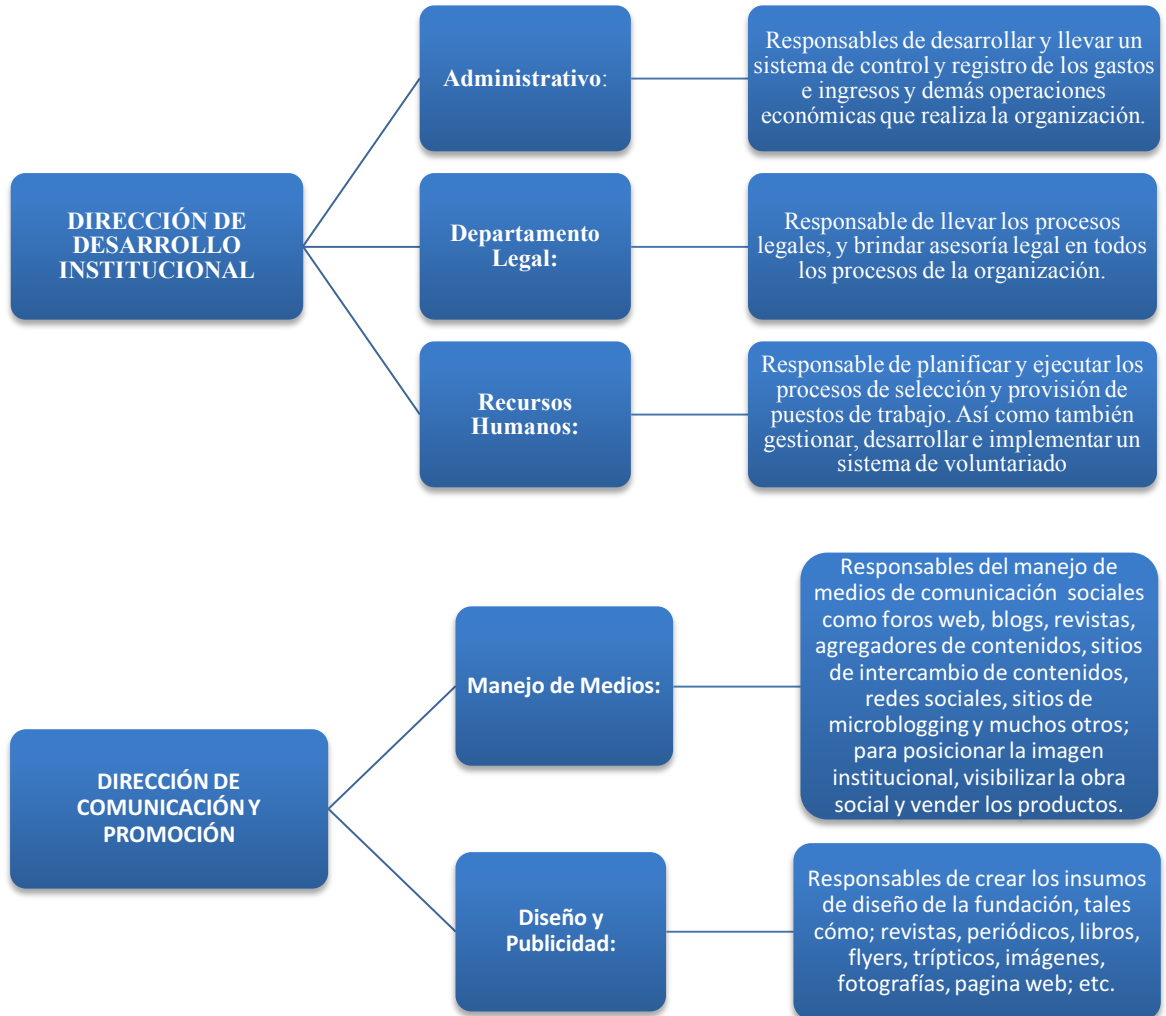 DIRECCIÓN DE
DESARROLLO
INSTITUCIONAL
Administrativo:
Responsables de desarrollar y llevar un
sistema de control y registro de los gastos
e ingresos y demás operaciones
económicas que realiza la organización.
Departamento
Legal:
Responsable de llevar los procesos
legales, y brindar asesoría legal en todos
los procesos de la organización.
Recursos
Humanos:
Responsable de planificar y ejecutar los
procesos de selección y provisión de
puestos de trabajo. Así como también
gestionar, desarrollar e implementar un
sistema de voluntariado
DIRECCIÓN DE
COMUNICACIÓN Y
PROMOCIÓN
Manejo de Medios:
Responsables del manejo de
medios de comunicación sociales
como foros web, blogs, revistas,
agregadores de contenidos, sitios
de intercambio de contenidos,
redes sociales, sitios de
microblogging y muchos otros;
para posicionar la imagen
institucional, visibilizar la obra
social y vender los productos.
Diseño y
Publicidad:
Responsables de crear los insumos
de diseño de la fundación, tales
cómo; revistas, periódicos, libros,
flyers, trípticos, imágenes,
fotografías, pagina web; etc.